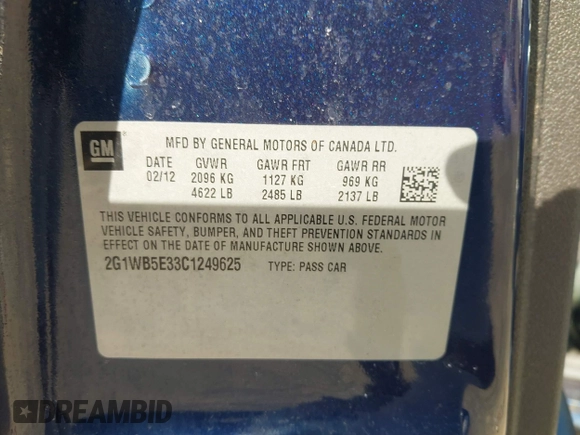 GM
MFD BY GENERAL MOTORS OF CANADA LTD.
DATE GVWR GAWR FRT GAWR RR
02/12 2096 KG 1127 KG 969 KG
4622 LB 2485 LB 2137 LB
THIS VEHICLE CONFORMS TO ALL APPLICABLE U.S. FEDERAL MOTOR
VEHICLE SAFETY, BUMPER, AND THEFT PREVENTION STANDARDS IN
EFFECT ON THE DATE OF MANUFACTURE SHOWN ABOVE.
2G1WB5E33C1249625 TYPE: PASS CAR
DREAMBID